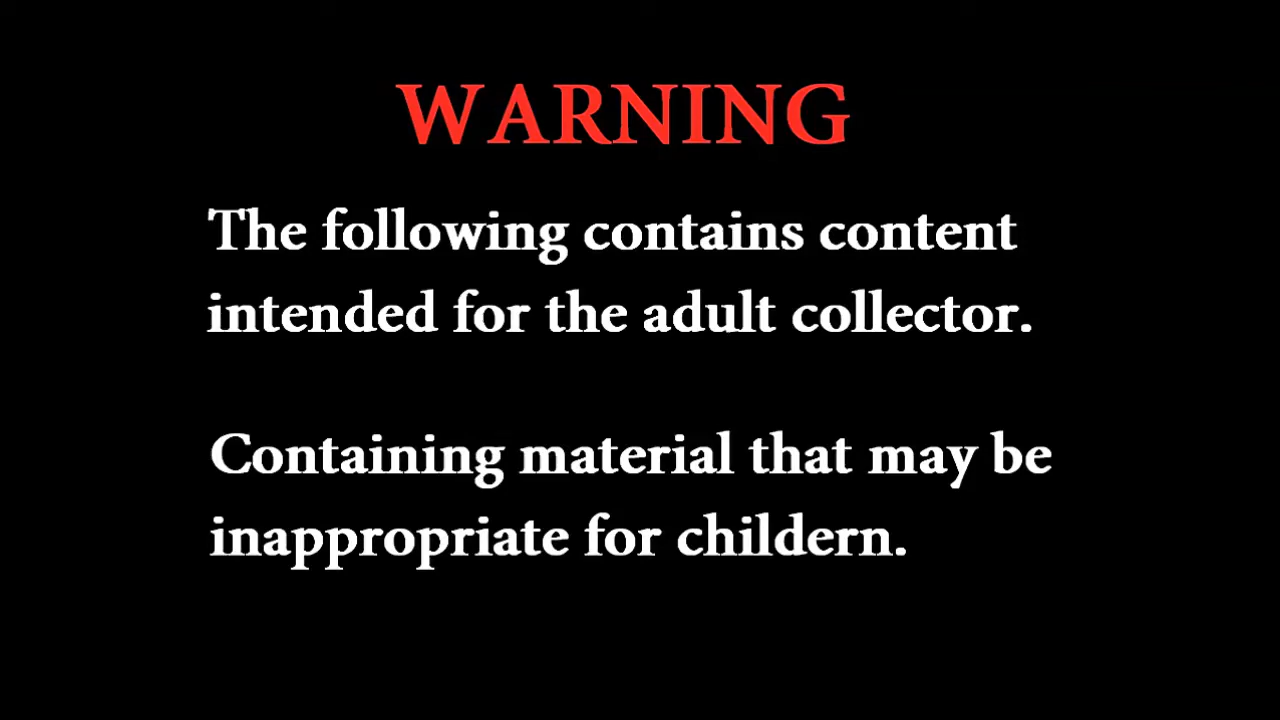 WARNING
The following contains content
intended for the adult collector.
Containing material that may be
inappropriate for childern.